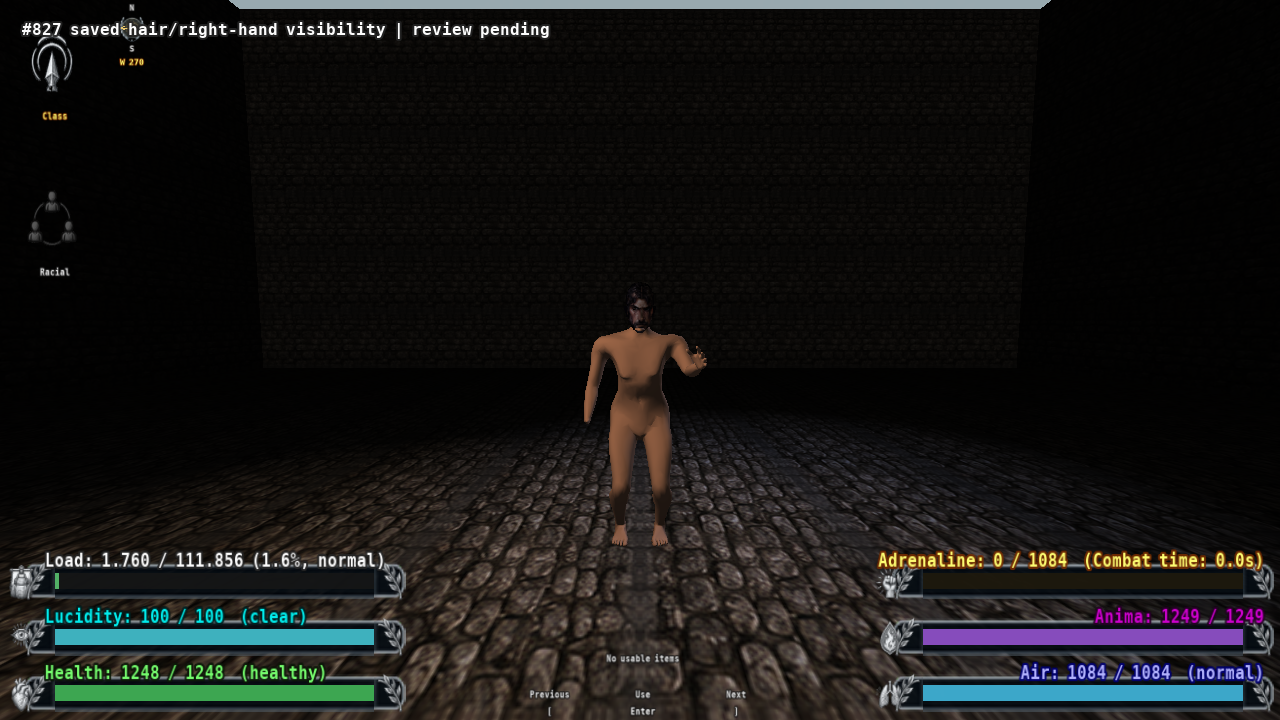 N
#827 saved hair/right-hand visibility | review pending
S
W 270
Class
Racial
Load: 1.760 / 111.856 (1.6%, normal)
Adrenaline: 0 / 1084 (Combat time: 0.0s)
Lucidity: 100 / 100 (clear)
Anima: 1249 / 1249
No usable items
Health: 1248 / 1248 (healthy)
Air: 1084 / 1084 (normal)
Previous Use Next
[ Enter ]